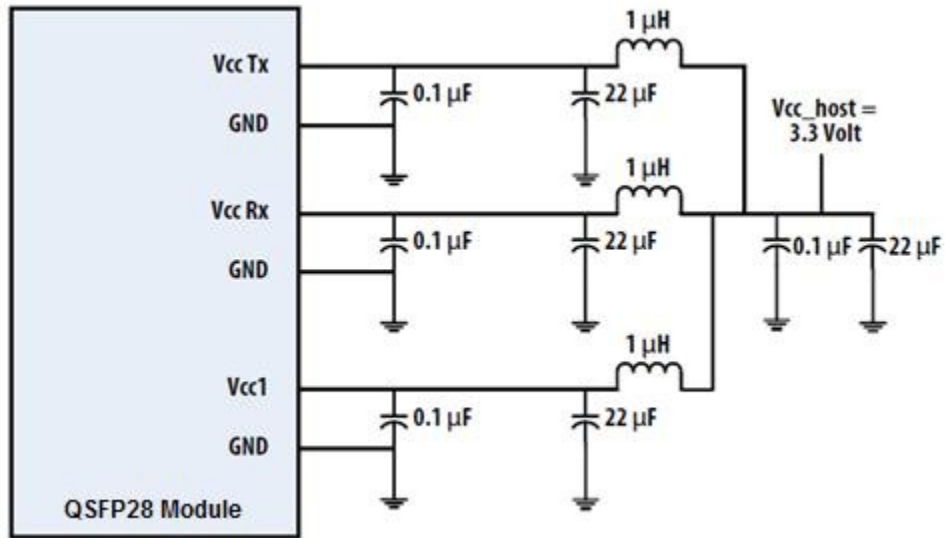 1 μH
Vcc Tx
0.1 μF
22 μF
Vcc_host =
3.3 Volt
GND
1 μH
Vcc Rx
0.1 μF
22 μF
0.1 μF
22 μF
GND
1 μH
Vcc1
0.1 μF
22 μF
GND
QSFP28 Module